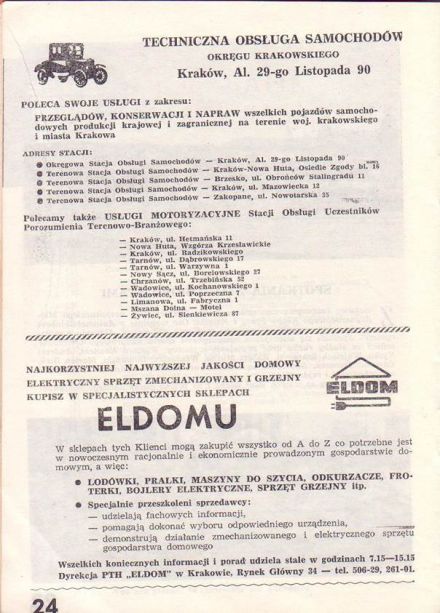 TECHNICZNA OBSŁUGA SAMOCHODÓW
OKRĘGU KRAKOWSKIEGO
Kraków, Al. 29-go Listopada 90
POLECA SWOJE USŁUGI z zakresu:
PRZEGLĄDÓW, KONSERWACJI I NAPRAW wszelkich pojazdów samocho-
dowych produkcji krajowej i zagranicznej na terenie woj. krakowskiego
i miasta Krakowa
ADRESY STACJI:
Okręgowa Stacja Obsługi Samochodów — Kraków, Al. 29-go Listopada 90
Terenowa Stacja Obsługi Samochodów — Kraków-Nowa Huta, Osiedle Zgody bl. 16
Terenowa Stacja Obsługi Samochodów — Brzesko, ul. Obrońców Stalingradu 11
Terenowa Stacja Obsługi Samochodów — Kraków, ul. Mazowiecka 12
Terenowa Stacja Obsługi Samochodów — Zakopane, ul. Nowotarska 35
Polecamy także USŁUGI MOTORYZACYJNE Stacji Obsługi Uczestników
Porozumienia Terenowo-Branżowego:
— Kraków, ul. Hetmańska 11
— Nowa Huta, Wzgórza Krzesławickie
— Kraków, ul. Radzikowskiego
— Tarnów, ul. Dąbrowskiego 17
— Tarnów, ul. Warzywna 1
— Nowy Sącz, ul. Borelowskiego 27
— Chrzanów, ul. Trzebińska 52
— Wadowice, ul. Kochanowskiego 1
— Wadowice, ul. Poprzeczna 7
— Limanowa, ul. Fabryczna 1
— Mszana Dolna — Motel
— Żywiec, ul. Sienkiewicza 87
NAJKORZYSTNIEJ NAJWYŻSZEJ JAKOŚCI DOMOWY
ELEKTRYCZNY SPRZĘT ZMECHANIZOWANY I GRZEJNY
KUPISZ W SPECJALISTYCZNYCH SKLEPACH
ELDOM
ELDOMU
W sklepach tych Klienci mogą zakupić wszystko od A do Z co potrzebne jest
w nowoczesnym racjonalnie i ekonomicznie prowadzonym gospodarstwie do-
mowym, a więc:
● LODÓWKI, PRALKI, MASZYNY DO SZYCIA, ODKURZACZE, FRO-
TERKI, BOJLERY ELEKTRYCZNE, SPRZĘT GRZEJNY itp.
● Specjalnie przeszkoleni sprzedawcy:
— udzielają fachowych informacji,
— pomagają dokonać wyboru odpowiedniego urządzenia,
— demonstrują działanie zmechanizowanego i elektrycznego sprzętu
gospodarstwa domowego
Wszelkich koniecznych informacji i porad udziela stale w godzinach 7.15—15.15
Dyrekcja PTH „ELDOM" w Krakowie, Rynek Główny 34 — tel. 506-29, 261-01.
24